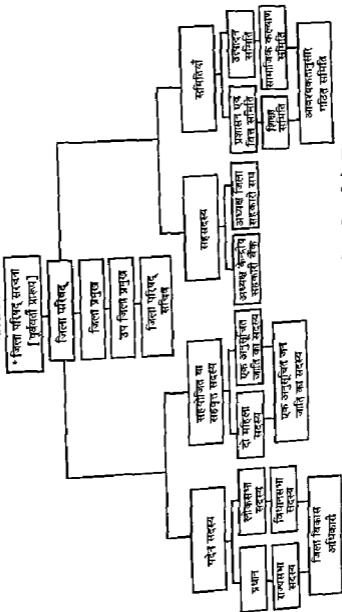 * जिला परिषद् संरचना
[पूर्ववर्ती प्रारूप]
जिला परिषद्
जिला प्रमुख
उप जिला प्रमुख
जिला परिषद्
सचिव
पदेन सदस्य
प्रधान
लोकसभा
सदस्य
राज्यसभा
सदस्य
विधानसभा
सदस्य
जिला विकास
अधिकारी
सहयोजित या
सहवृत्त सदस्य
दो महिला
सदस्य
एक अनुसूचित
जाति का सदस्य
एक अनुसूचित जन
जाति का सदस्य
सहसदस्य
अध्यक्ष केन्द्रीय
सहकारी बैंक
अध्यक्ष जिला
सहकारी संघ
समितियाँ
प्रशासन एवं
वित्त समिति
उत्पादन
समिति
शिक्षा
समिति
सामाजिक कल्याण
समिति
आवश्यकतानुसार
गठित समिति